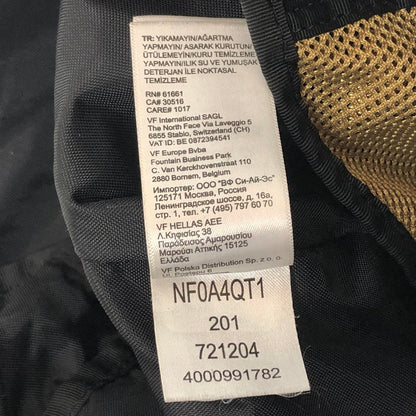 TR: YIKAMAYIN/AĞARTMA
YAPMAYIN/ ASARAK KURUTUN/
ÜTÜLEMEYİN/KURU TEMİZLEME
YAPMAYIN/ILIK SU VE YUMUŞAK
DETERJAN İLE NOKTASAL
TEMİZLEME
RN# 61661
CA# 30516
CARE# 1017
VF International SAGL
The North Face Via Laveggio 5
6855 Stabio, Switzerland (CH)
VAT ID: BE 0872394541
VF Europe Bvba
Fountain Business Park
C. Van Kerckhovenstraat 110
2880 Bornem, Belgium
Импортер: ООО "ВФ Си-Ай-Эс"
125171 Москва, Россия
Ленинградское шоссе, д. 16а,
стр. 1, тел. +7 (495) 797 60 70
VF HELLAS AEE
Λ.Κηφισίας 38
Παράδεισος Αμαρουσίου
Μαρούσι Αττικής 15125
Ελλάδα
VF Polska Distribution Sp. z o.o.
NF0A4QT1
201
721204
4000991782